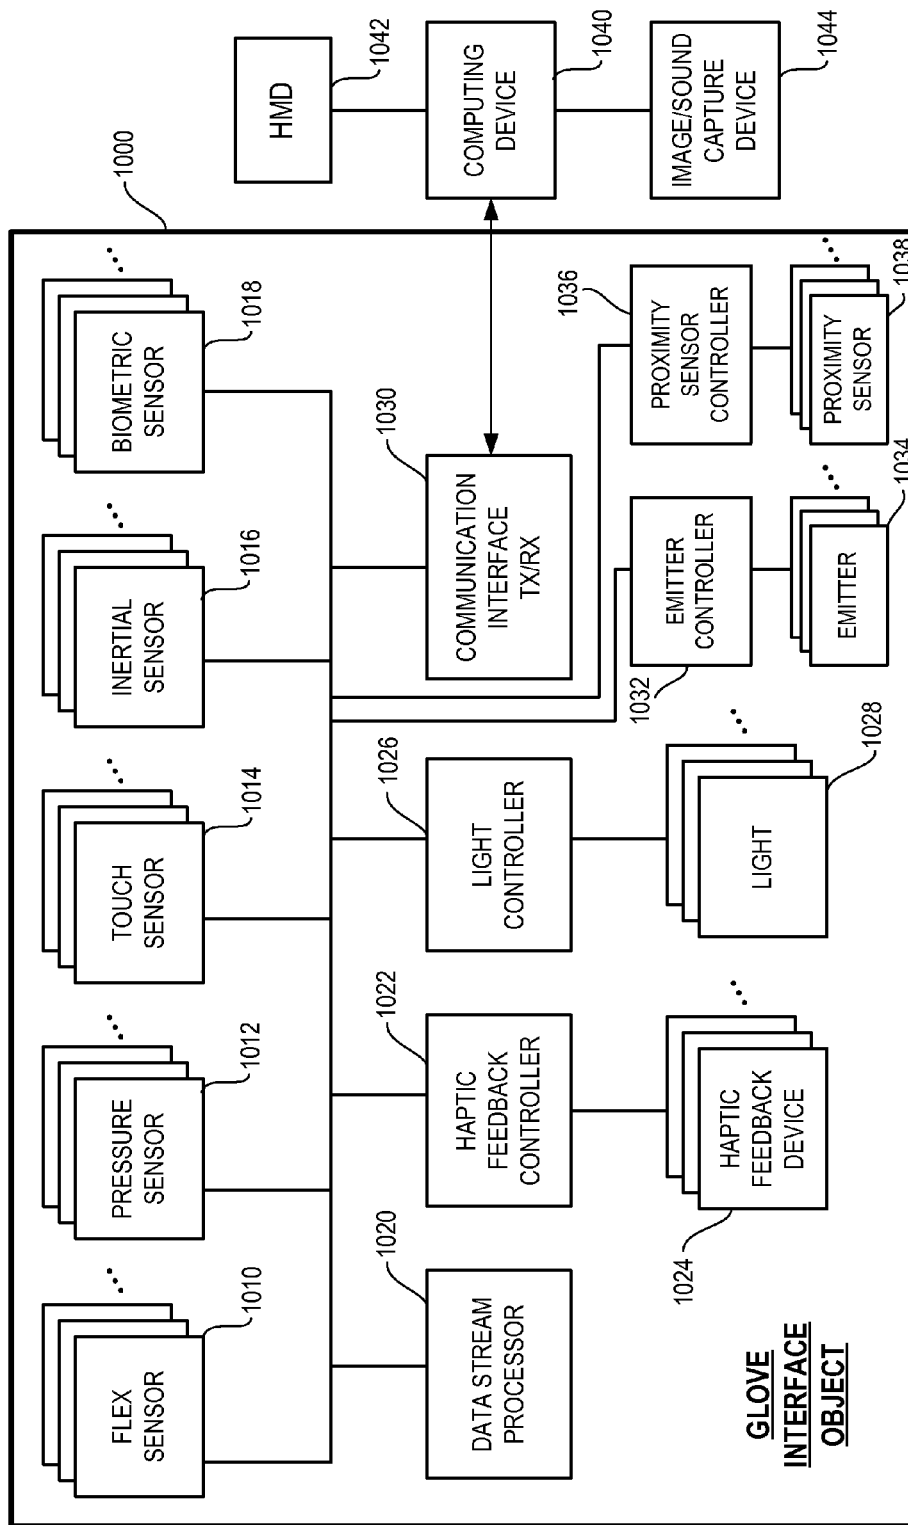 1000
FLEX
SENSOR
1010
PRESSURE
SENSOR
1012
TOUCH
SENSOR
1014
INERTIAL
SENSOR
1016
BIOMETRIC
SENSOR
1018
DATA STREAM
PROCESSOR
1020
HAPTIC
FEEDBACK
CONTROLLER
1022
LIGHT
CONTROLLER
1026
COMMUNICATION
INTERFACE
TX/RX
1030
HAPTIC
FEEDBACK
DEVICE
1024
LIGHT
1028
EMITTER
CONTROLLER
1032
EMITTER
1034
PROXIMITY
SENSOR
CONTROLLER
1036
PROXIMITY
SENSOR
1038
HMD
1042
COMPUTING
DEVICE
1040
IMAGE/SOUND
CAPTURE
DEVICE
1044
GLOVE
INTERFACE
OBJECT